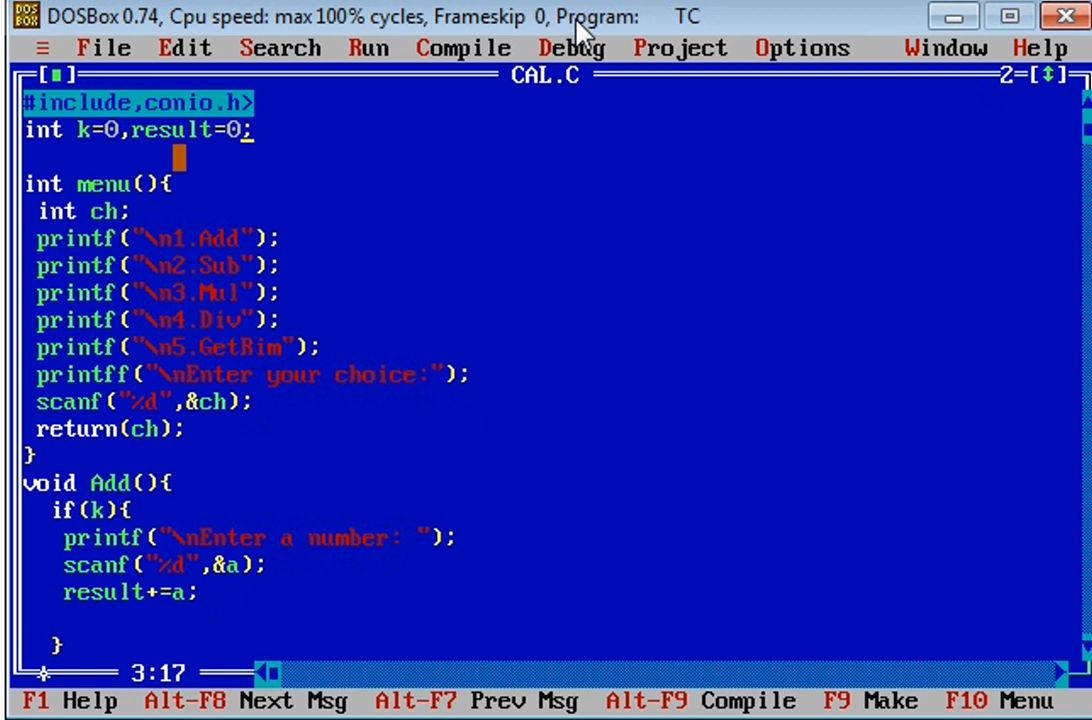 DOSBox 0.74, Cpu speed: max 100% cycles, Frameskip 0, Program: TC
≡ File Edit Search Run Compile Debug Project Options Window Help
[■] CAL.C 2=[↕]
#include,conio.h>
int k=0,result=0;
int menu(){
int ch;
printf("\n1.Add");
printf("\n2.Sub");
printf("\n3.Mul");
printf("\n4.Div");
printf("\n5.GetRim");
printff("\nEnter your choice:");
scanf("%d",&ch);
return(ch);
}
void Add(){
if(k){
printf("\nEnter a number: ");
scanf("%d",&a);
result+=a;
}
3:17
F1 Help Alt-F8 Next Msg Alt-F7 Prev Msg Alt-F9 Compile F9 Make F10 Menu